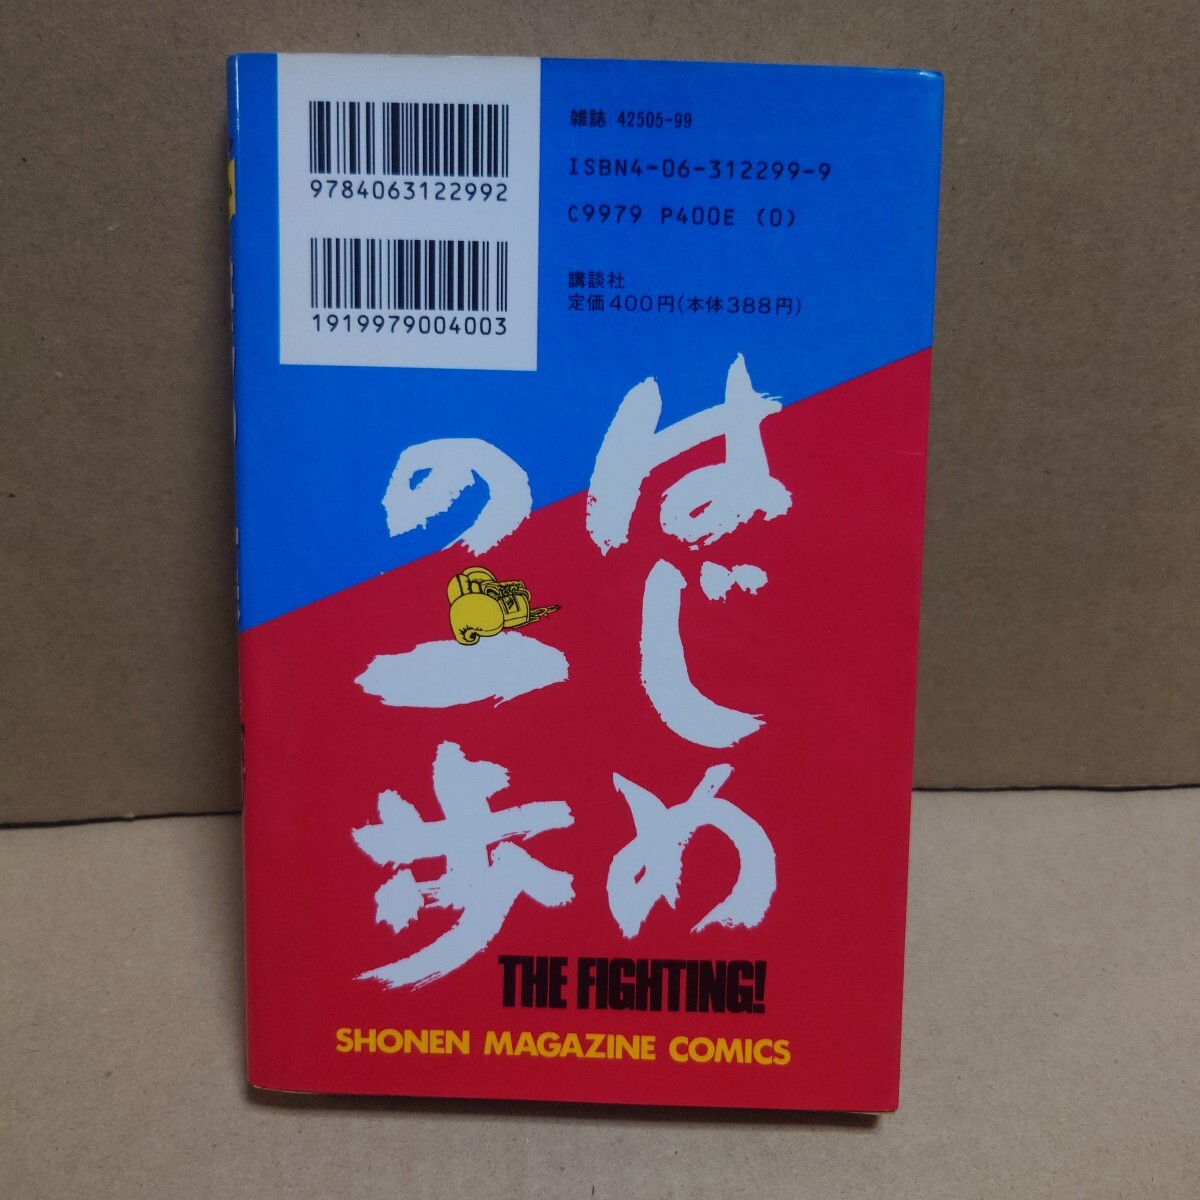 9784063122992
1919979004003
雑誌 42505-99
ISBN4-06-312299-9
C9979 P400E (0)
講談社
定価400円(本体388円)
はじめ
の一歩
THE FIGHTING!
SHONEN MAGAZINE COMICS